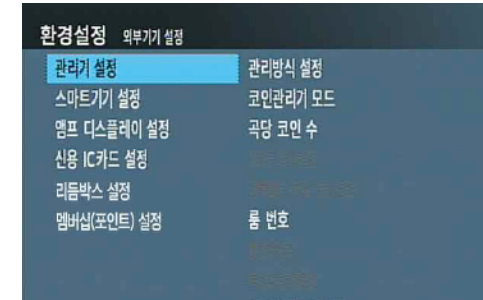 환경설정 외부기기 설정
관리기 설정
스마트기기 설정
앰프 디스플레이 설정
신용 IC카드 설정
리듬박스 설정
멤버십(포인트) 설정
관리방식 설정
코인관리기 모드
곡당 코인 수
룸 번호